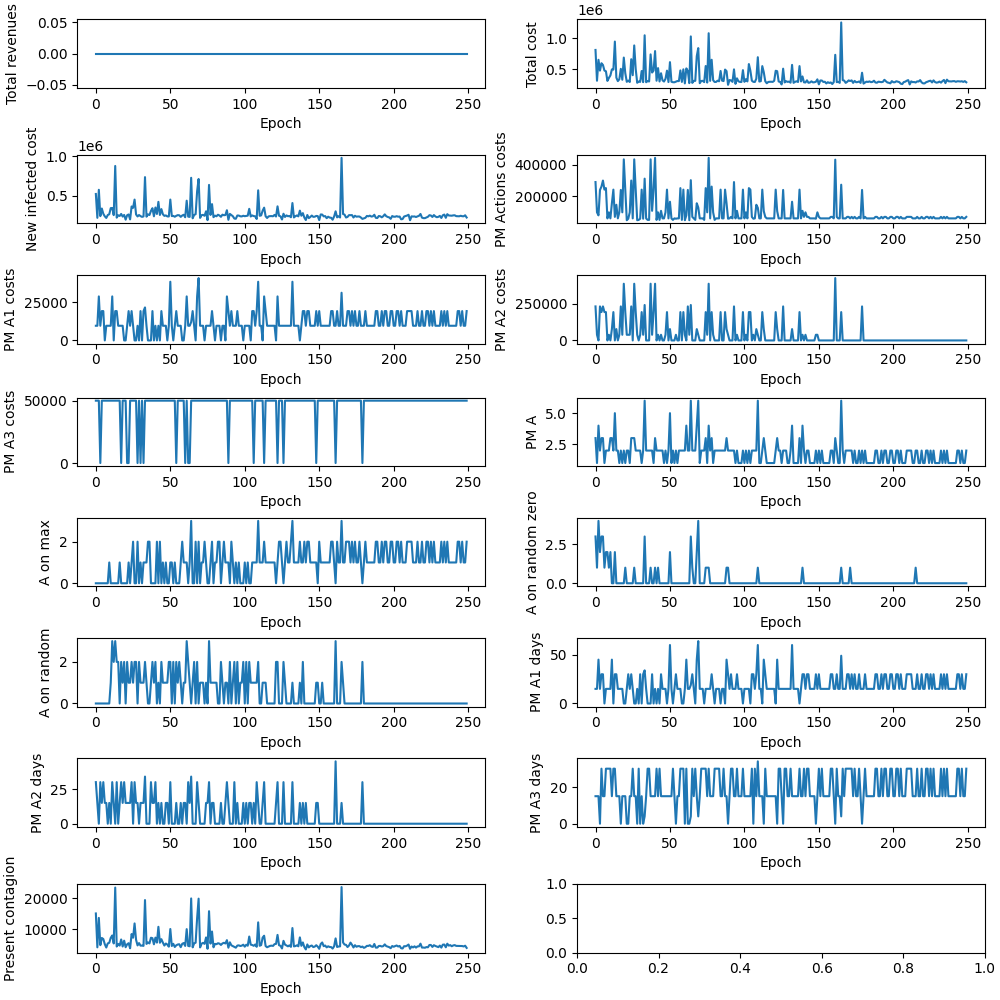 Total revenues
0.05
0.00
−0.05
0 50 100 150 200 250
Epoch
1e6
Total cost
1.0
0.5
0 50 100 150 200 250
Epoch
1e6
New infected cost
1.0
0.5
0 50 100 150 200 250
Epoch
PM Actions costs
400000
200000
0 50 100 150 200 250
Epoch
PM A1 costs
25000
0
0 50 100 150 200 250
Epoch
PM A2 costs
250000
0
0 50 100 150 200 250
Epoch
PM A3 costs
50000
0
0 50 100 150 200 250
Epoch
PM A
5.0
2.5
0 50 100 150 200 250
Epoch
A on max
2
0
0 50 100 150 200 250
Epoch
A on random zero
2.5
0.0
0 50 100 150 200 250
Epoch
A on random
2
0
0 50 100 150 200 250
Epoch
PM A1 days
50
0
0 50 100 150 200 250
Epoch
PM A2 days
25
0
0 50 100 150 200 250
Epoch
PM A3 days
20
0
0 50 100 150 200 250
Epoch
Present contagion
20000
10000
0 50 100 150 200 250
Epoch
1.0
0.5
0.0
0.0 0.2 0.4 0.6 0.8 1.0